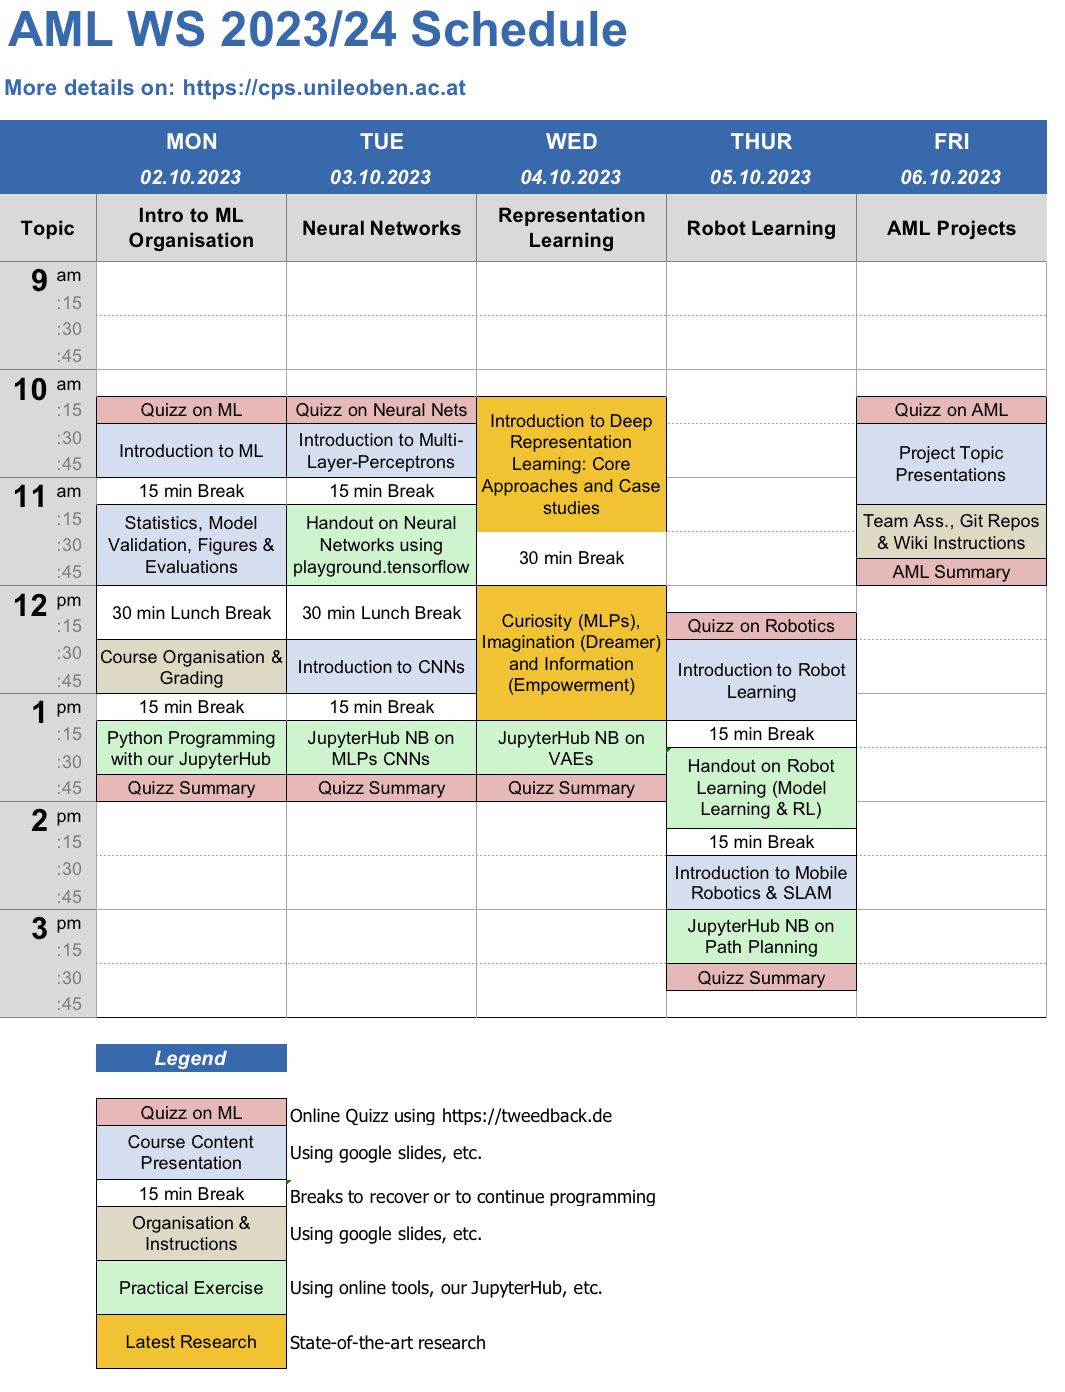 AML WS 2023/24 Schedule
More details on: https://cps.unileoben.ac.at
MON TUE WED THUR FRI
02.10.2023 03.10.2023 04.10.2023 05.10.2023 06.10.2023
Topic
Intro to ML
Organisation
Neural Networks
Representation
Learning
Robot Learning
AML Projects
9 am
:15
:30
:45
10 am
:15
:30
:45
11 am
:15
:30
:45
12 pm
:15
:30
:45
1 pm
:15
:30
:45
2 pm
:15
:30
:45
3 pm
:15
:30
:45
Quizz on ML
Introduction to ML
15 min Break
Statistics, Model
Validation, Figures &
Evaluations
30 min Lunch Break
Course Organisation &
Grading
15 min Break
Python Programming
with our JupyterHub
Quizz Summary
Quizz on Neural Nets
Introduction to Multi-
Layer-Perceptrons
15 min Break
Handout on Neural
Networks using
playground.tensorflow
30 min Lunch Break
Introduction to CNNs
15 min Break
JupyterHub NB on
MLPs CNNs
Quizz Summary
Introduction to Deep
Representation
Learning: Core
Approaches and Case
studies
30 min Break
Curiosity (MLPs),
Imagination (Dreamer)
and Information
(Empowerment)
JupyterHub NB on
VAEs
Quizz Summary
Quizz on Robotics
Introduction to Robot
Learning
15 min Break
Handout on Robot
Learning (Model
Learning & RL)
15 min Break
Introduction to Mobile
Robotics & SLAM
JupyterHub NB on
Path Planning
Quizz Summary
Quizz on AML
Project Topic
Presentations
Team Ass., Git Repos
& Wiki Instructions
AML Summary
Legend
Quizz on ML
Online Quizz using https://tweedback.de
Course Content
Presentation
Using google slides, etc.
15 min Break
Breaks to recover or to continue programming
Organisation &
Instructions
Using google slides, etc.
Practical Exercise
Using online tools, our JupyterHub, etc.
Latest Research
State-of-the-art research